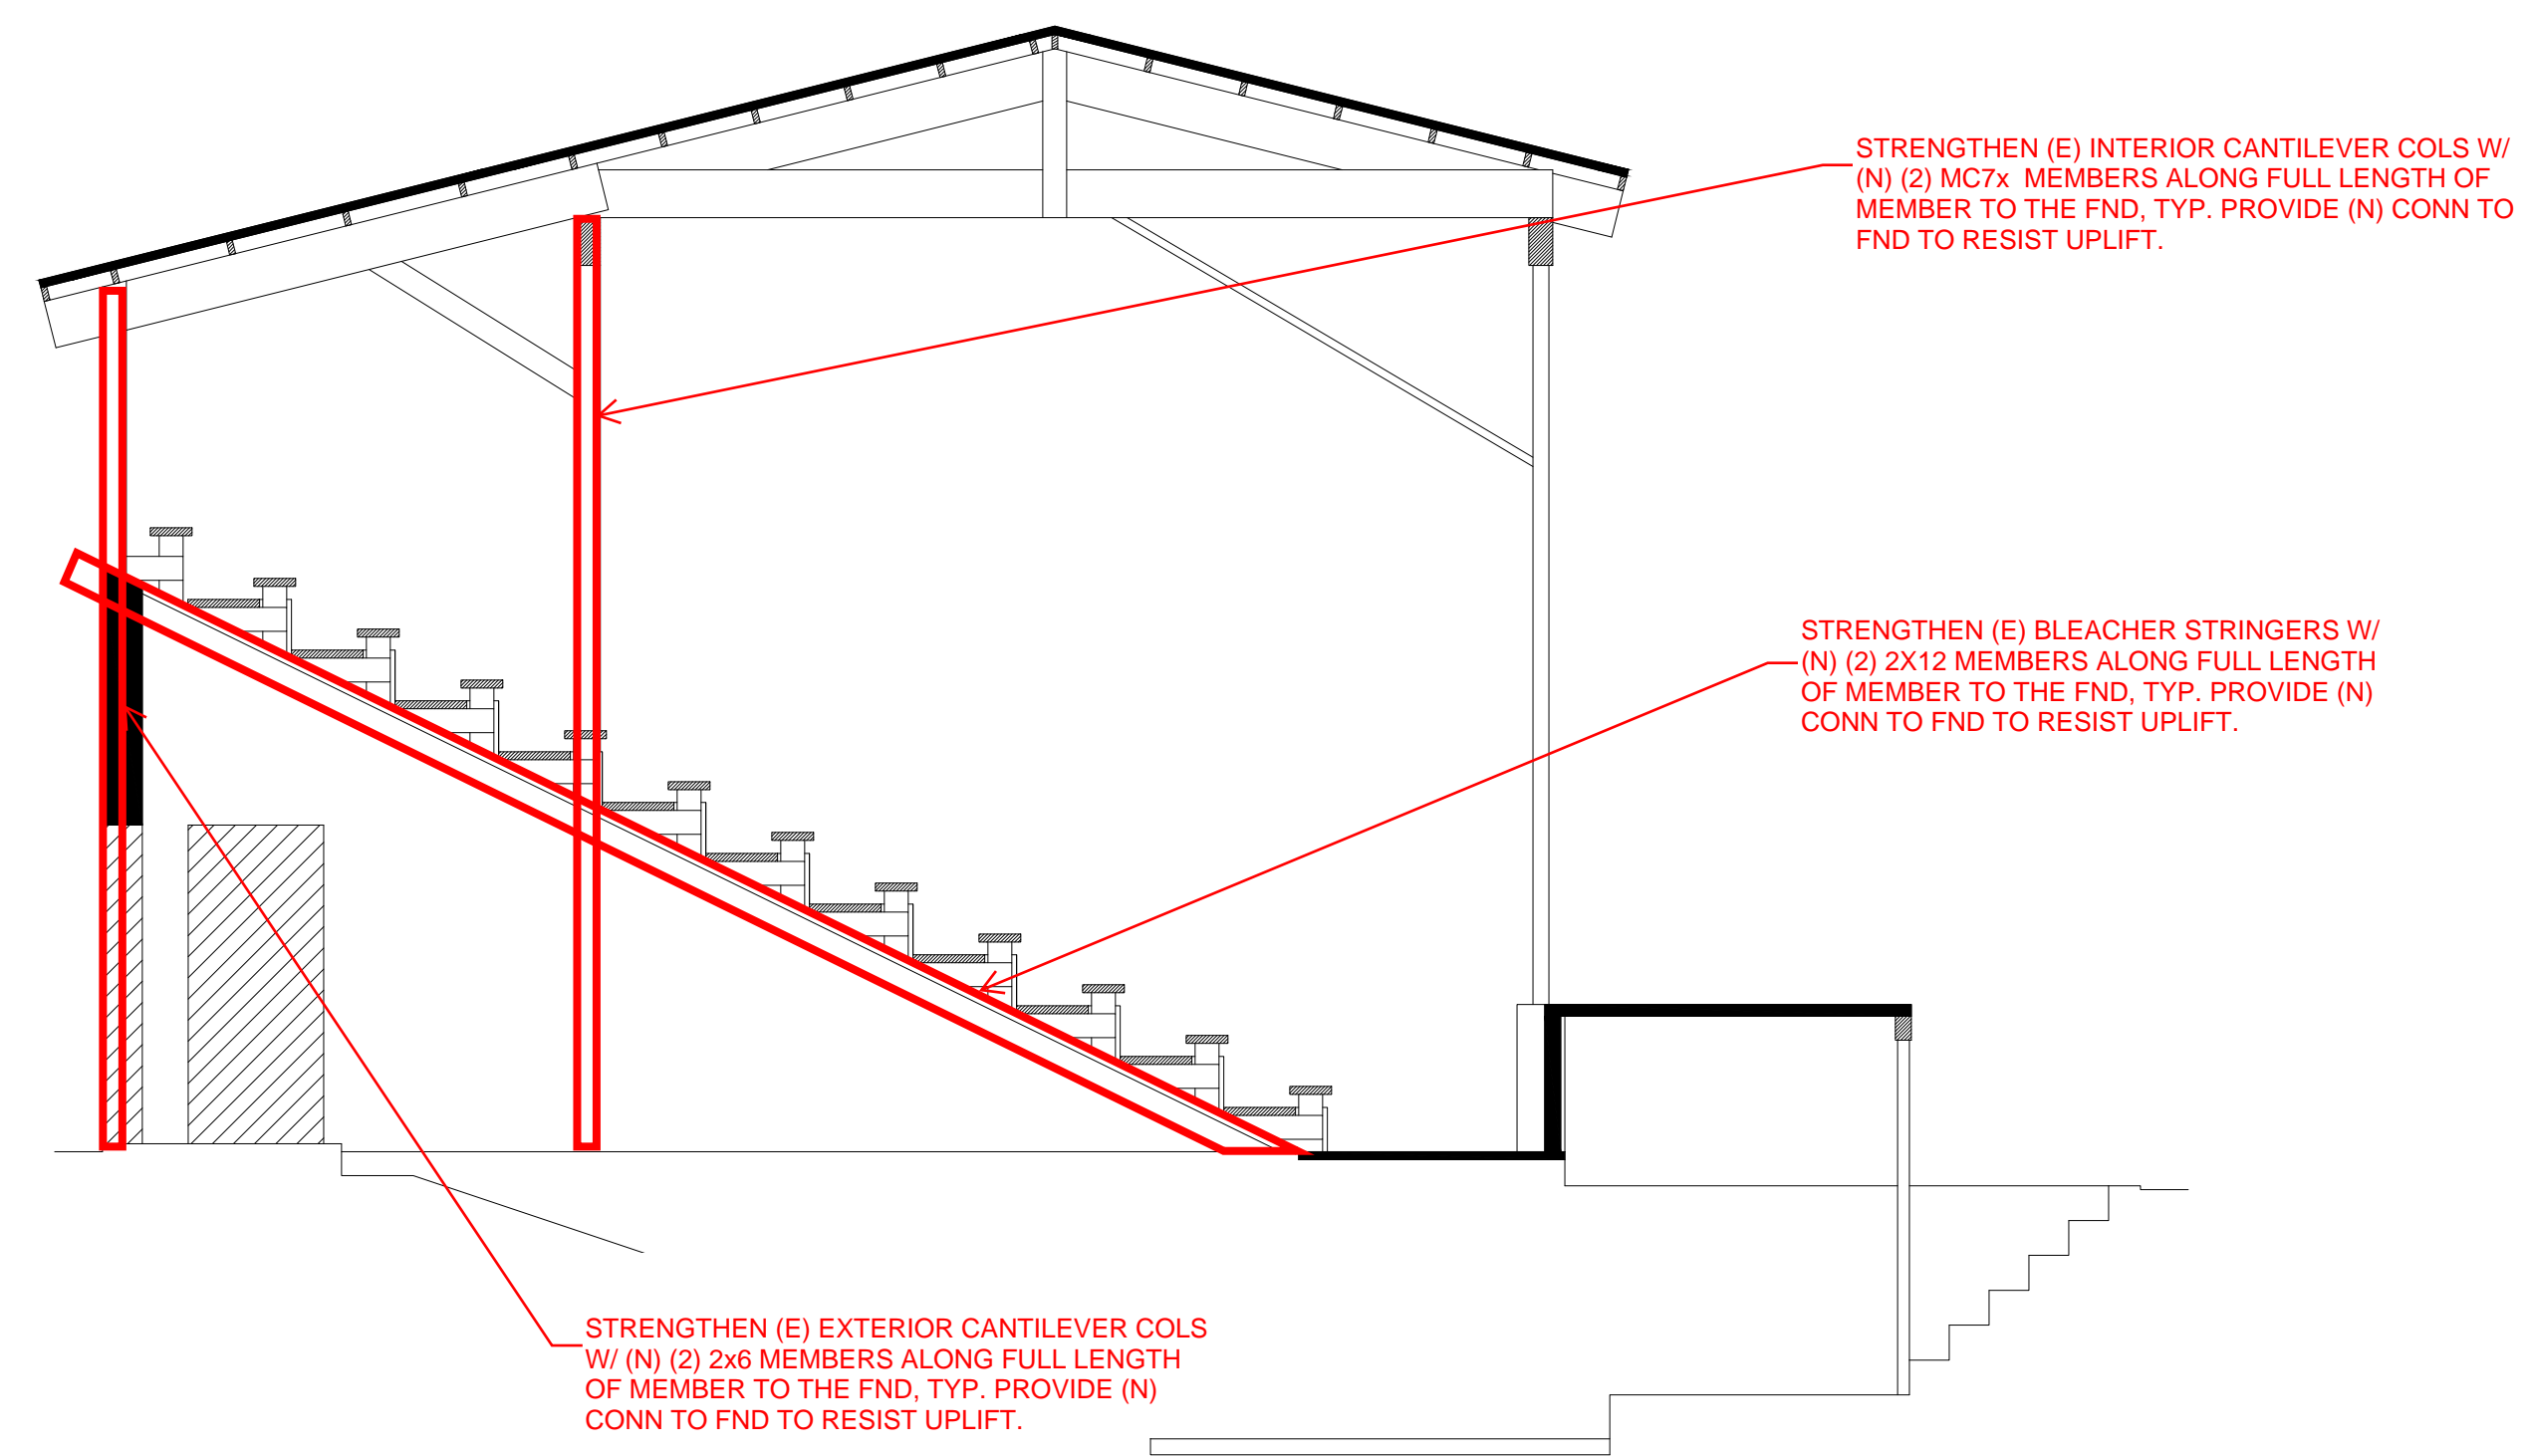 STRENGTHEN (E) INTERIOR CANTILEVER COLS W/
(N) (2) MC7x MEMBERS ALONG FULL LENGTH OF
MEMBER TO THE FND, TYP. PROVIDE (N) CONN TO
FND TO RESIST UPLIFT.
STRENGTHEN (E) BLEACHER STRINGERS W/
(N) (2) 2X12 MEMBERS ALONG FULL LENGTH
OF MEMBER TO THE FND, TYP. PROVIDE (N)
CONN TO FND TO RESIST UPLIFT.
STRENGTHEN (E) EXTERIOR CANTILEVER COLS
W/ (N) (2) 2x6 MEMBERS ALONG FULL LENGTH
OF MEMBER TO THE FND, TYP. PROVIDE (N)
CONN TO FND TO RESIST UPLIFT.